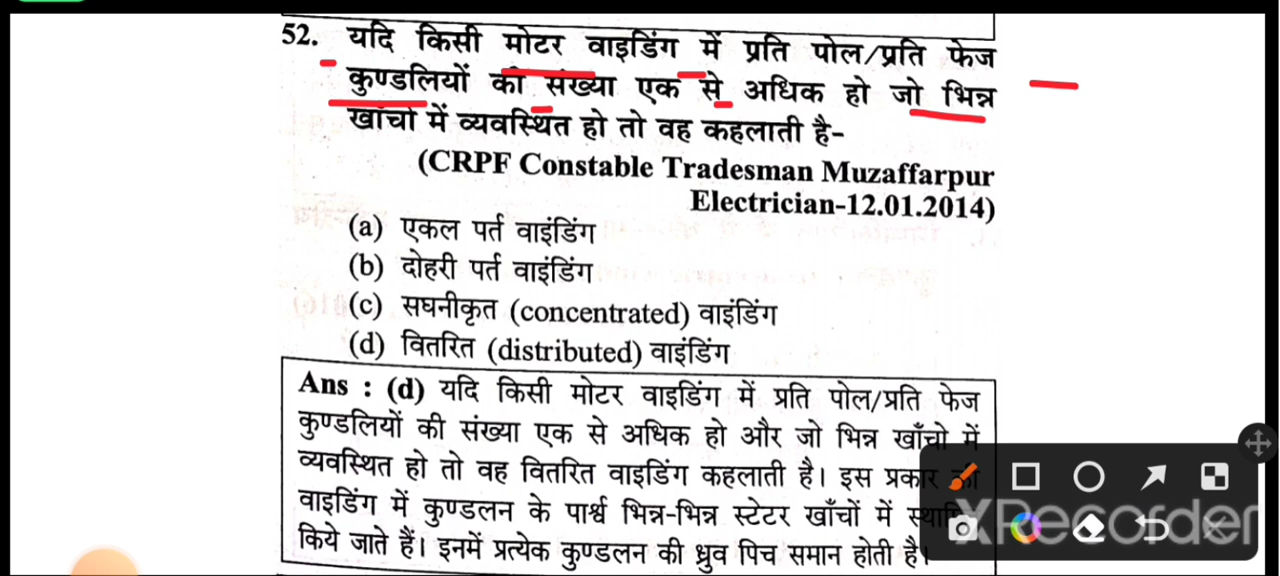 52. यदि किसी मोटर वाइडिंग में प्रति पोल/प्रति फेज
कुण्डलियों की संख्या एक से अधिक हो जो भिन्न
खांचो में व्यवस्थित हो तो वह कहलाती है-
(CRPF Constable Tradesman Muzaffarpur
Electrician-12.01.2014)
(a) एकल पर्त वाइंडिंग
(b) दोहरी पर्त वाइंडिंग
(c) सघनीकृत (concentrated) वाइंडिंग
(d) वितरित (distributed) वाइंडिंग
Ans : (d) यदि किसी मोटर वाइडिंग में प्रति पोल/प्रति फेज
कुण्डलियों की संख्या एक से अधिक हो और जो भिन्न खाँचो में
व्यवस्थित हो तो वह वितरित वाइडिंग कहलाती है। इस प्रकार की
वाइडिंग में कुण्डलन के पार्श्व भिन्न-भिन्न स्टेटर खाँचों में
किये जाते हैं। इनमें प्रत्येक कुण्डलन की ध्रुव पिच समान होती है।
XRecorder